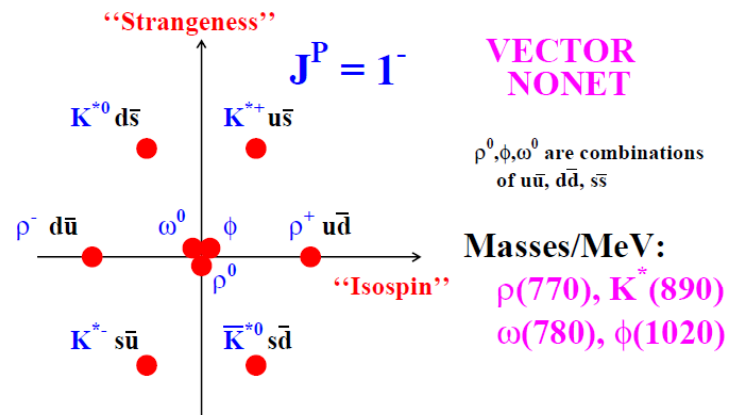 ‘‘Strangeness’’
Jᴾ = 1⁻
VECTOR
NONET
K*⁰ ds̄
K*⁺ us̄
ρ⁰,ϕ,ω⁰ are combinations
of uū, dd̄, ss̄
ρ⁻ dū
ω⁰
ϕ
ρ⁺ ud̄
ρ⁰
‘‘Isospin’’
Masses/MeV:
ρ(770), K*(890)
ω(780), ϕ(1020)
K*⁻ sū
K̄*⁰ sd̄